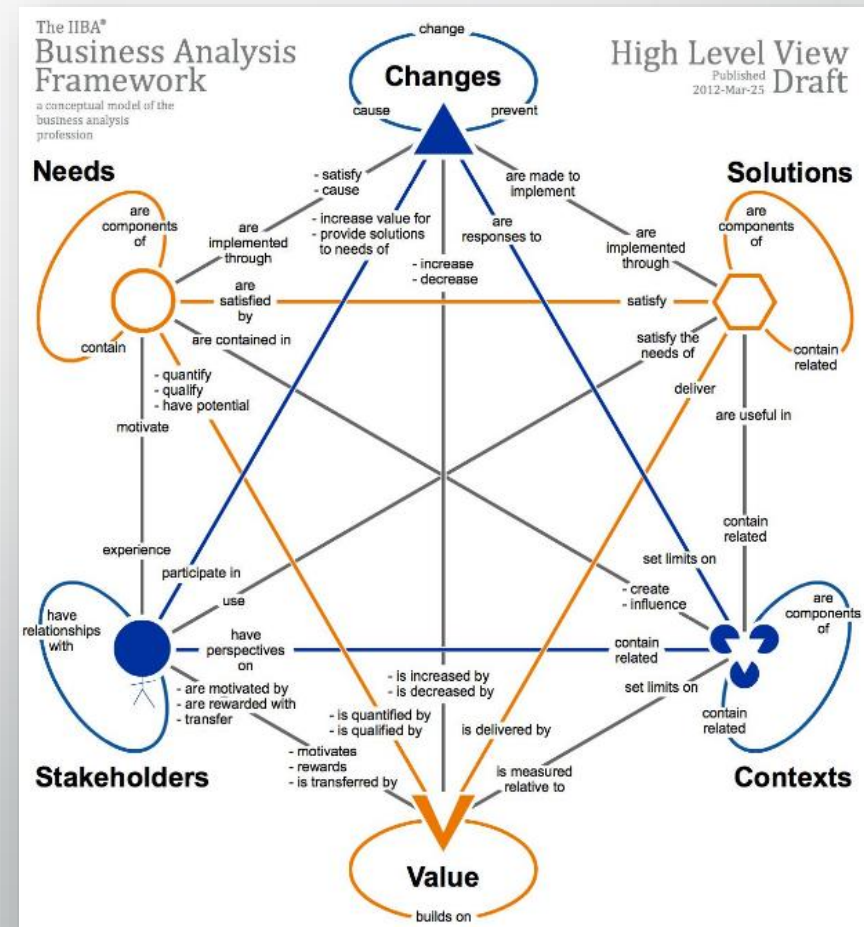 The IIBA®
Business Analysis
Framework
a conceptual model of the
business analysis
profession
High Level View
Published
2012-Mar-25
Draft
change
Changes
cause
prevent
Needs
Solutions
- satisfy
- cause
are made to
implement
are
components
of
are
components
of
are
implemented
through
- increase value for
- provide solutions
to needs of
are
responses to
are
implemented
through
- increase
- decrease
are
satisfied
by
satisfy
are contained in
satisfy the
needs of
contain
contain
related
- quantify
- qualify
- have potential
deliver
motivate
are useful in
contain
related
experience
participate in
set limits on
use
- create
- influence
have
relationships
with
are
components
of
have
perspectives
on
contain
related
- are motivated by
- are rewarded with
- transfer
- is increased by
- is decreased by
set limits on
contain
related
- is quantified by
- is qualified by
is delivered by
- motivates
- rewards
- is transferred by
is measured
relative to
Stakeholders
Contexts
Value
builds on